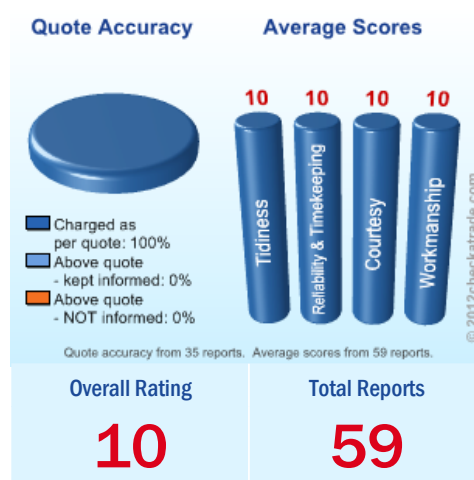 Quote Accuracy
Average Scores
10 10 10 10
Tidiness
Reliability & Timekeeping
Courtesy
Workmanship
Charged as
per quote: 100%
Above quote
- kept informed: 0%
Above quote
- NOT informed: 0%
© 2012checkatrade.com
Quote accuracy from 35 reports. Average scores from 59 reports.
Overall Rating
Total Reports
10
59